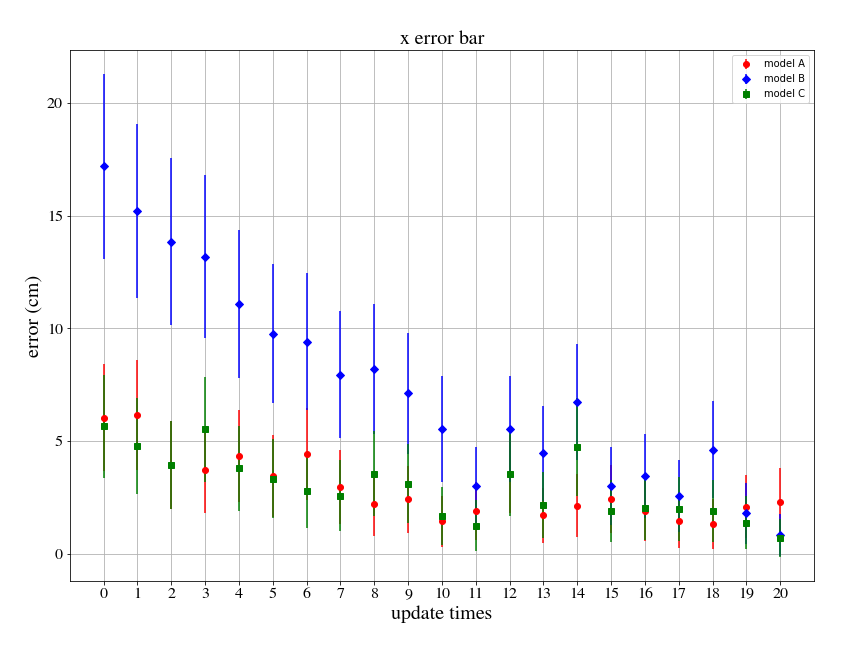 x error bar
model A
model B
model C
error (cm)
20
15
10
5
0
0 1 2 3 4 5 6 7 8 9 10 11 12 13 14 15 16 17 18 19 20
update times